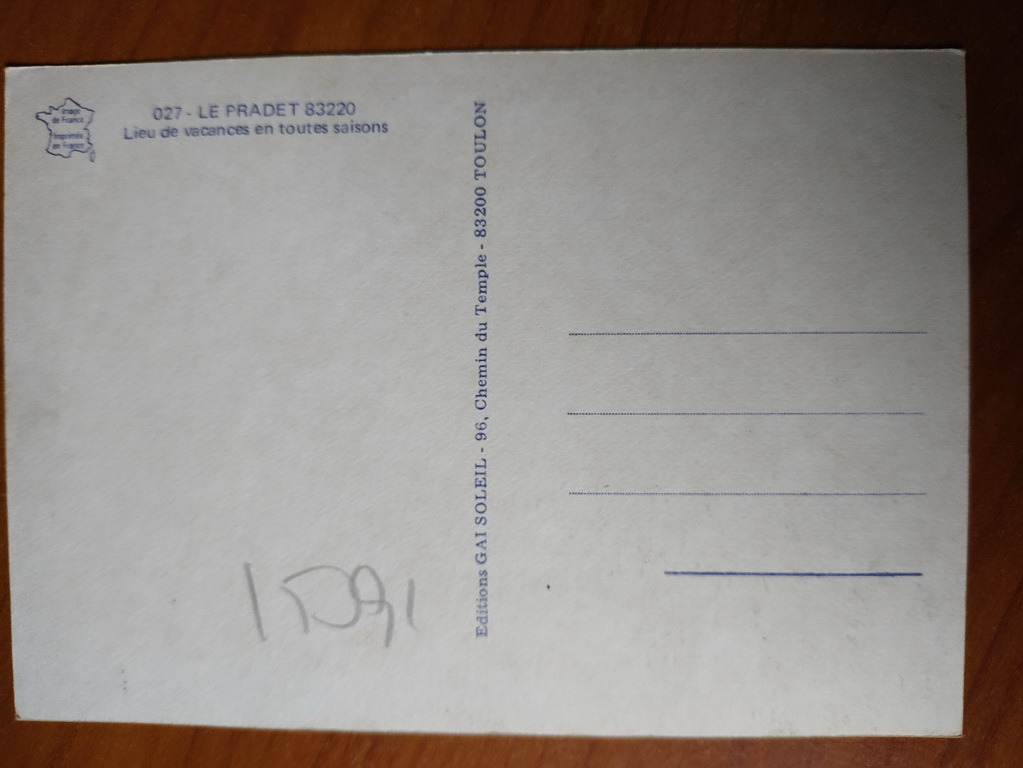 Image
de France
Imprimée
en France
027 - LE PRADET 83220
Lieu de vacances en toutes saisons
Editions GAI SOLEIL - 96, Chemin du Temple - 83200 TOULON